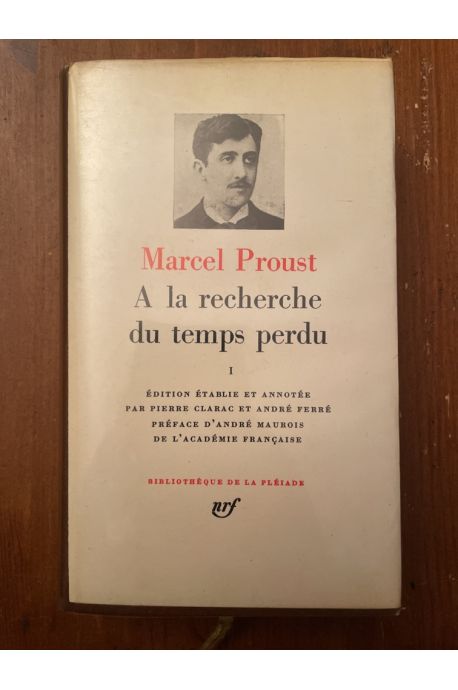 Marcel Proust
A la recherche
du temps perdu
I
ÉDITION ÉTABLIE ET ANNOTÉE
PAR PIERRE CLARAC ET ANDRÉ FERRÉ
PRÉFACE D'ANDRÉ MAUROIS
DE L'ACADÉMIE FRANÇAISE
BIBLIOTHÈQUE DE LA PLÉIADE
nrf